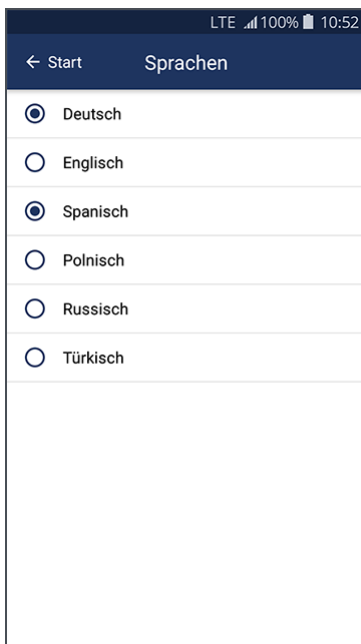 LTE 100% 10:52
← Start Sprachen
Deutsch
Englisch
Spanisch
Polnisch
Russisch
Türkisch